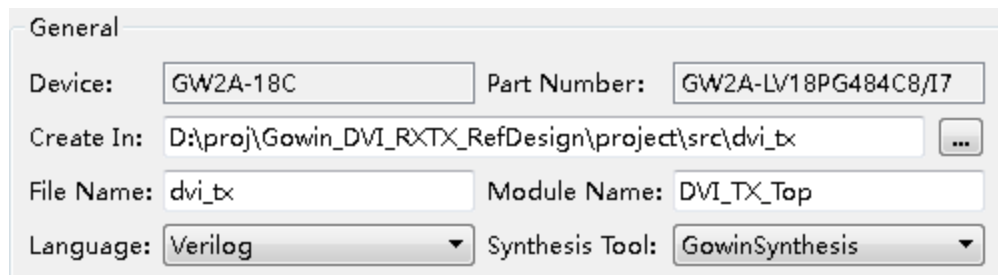 General
Device: GW2A-18C Part Number: GW2A-LV18PG484C8/I7
Create In: D:\proj\Gowin_DVI_RXTX_RefDesign\project\src\dvi_tx ...
File Name: dvi_tx Module Name: DVI_TX_Top
Language: Verilog Synthesis Tool: GowinSynthesis